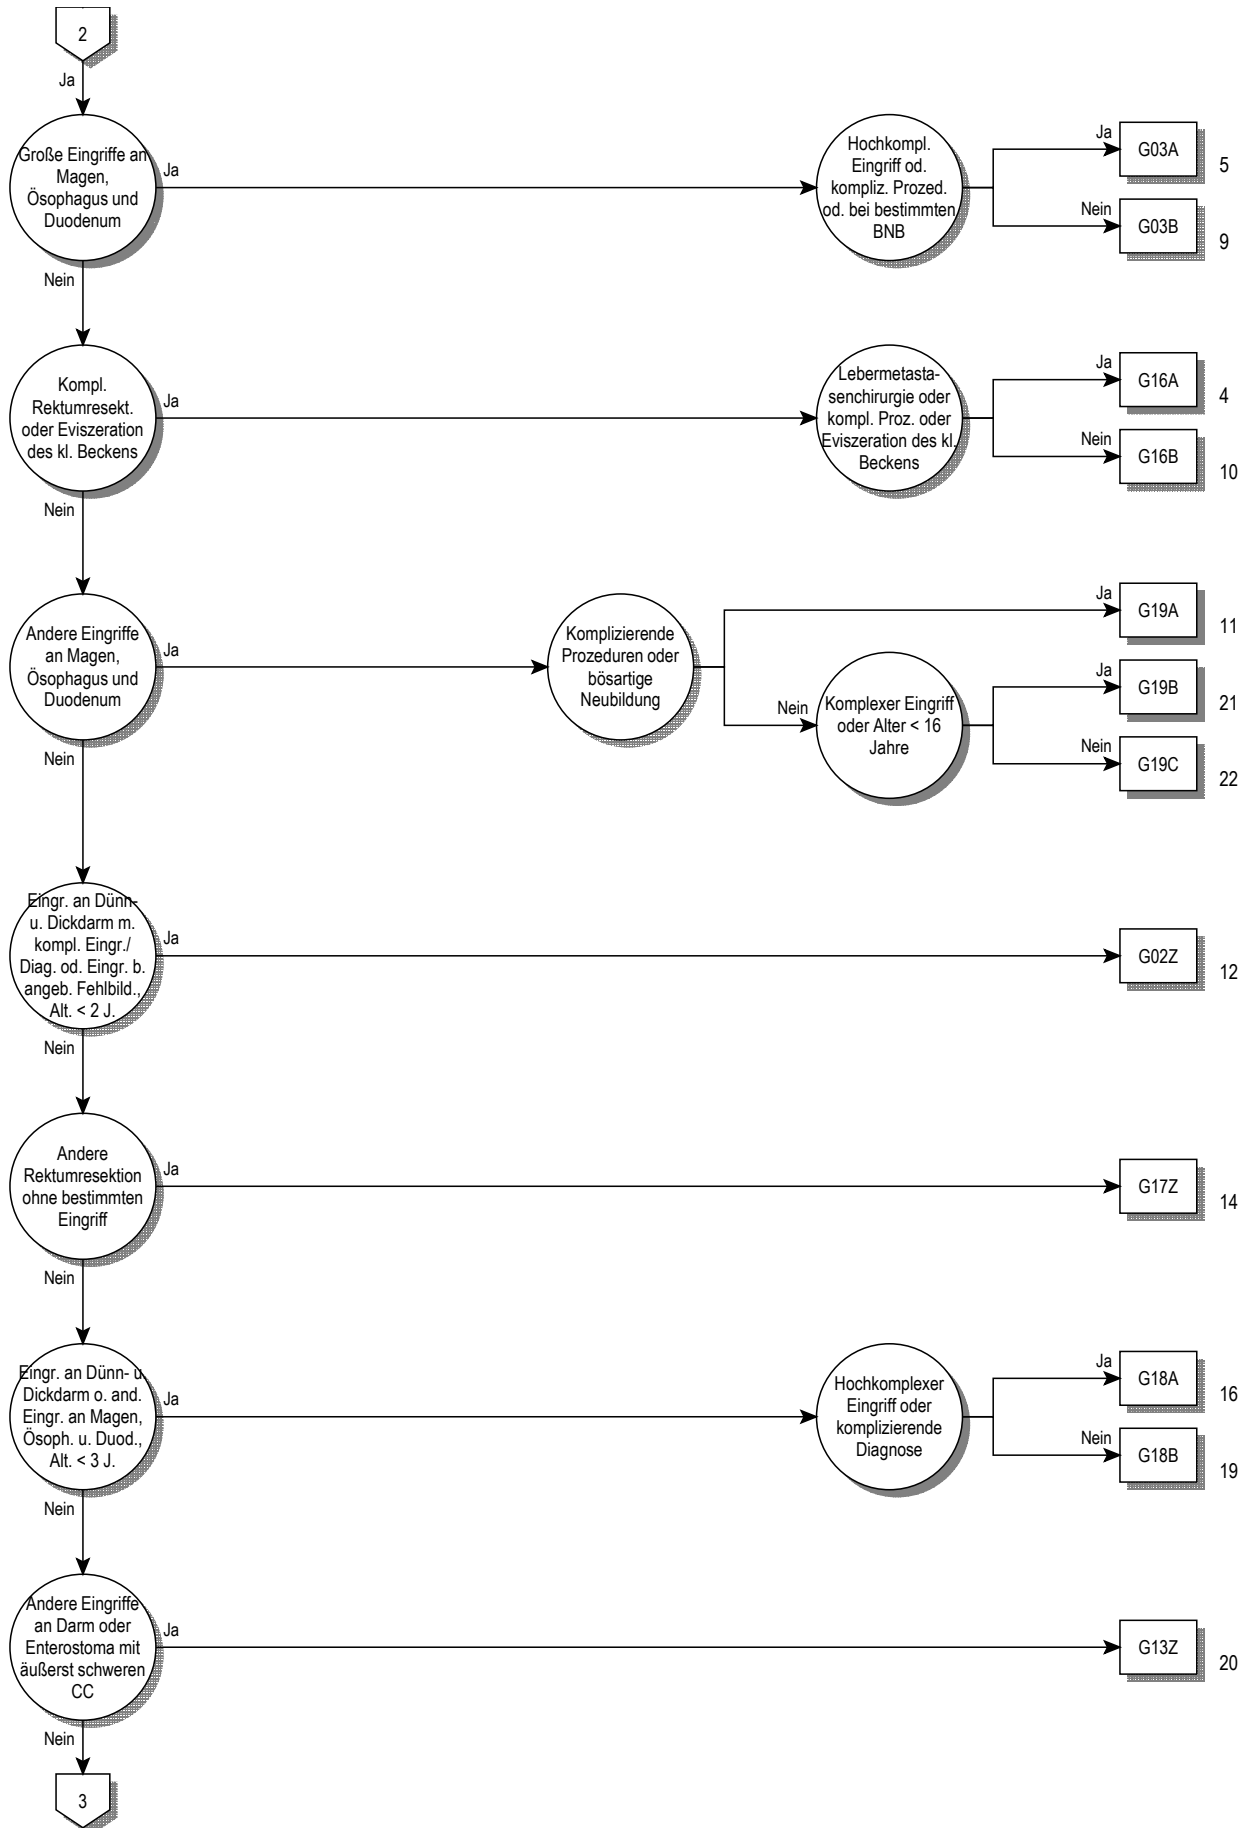 2
Ja
Große Eingriffe an
Magen,
Ösophagus und
Duodenum
Ja
Hochkompl.
Eingriff od.
kompliz. Prozed.
od. bei bestimmten
BNB
Ja
G03A
5
Nein
G03B
9
Nein
Kompl.
Rektumresekt.
oder Eviszeration
des kl. Beckens
Ja
Lebermetasta-
senchirurgie oder
kompl. Proz. oder
Eviszeration des kl.
Beckens
Ja
G16A
4
Nein
G16B
10
Nein
Andere Eingriffe
an Magen,
Ösophagus und
Duodenum
Ja
Komplizierende
Prozeduren oder
bösartige
Neubildung
Ja
G19A
11
Nein
Komplexer Eingriff
oder Alter < 16
Jahre
Ja
G19B
21
Nein
G19C
22
Nein
Eingr. an Dünn-
u. Dickdarm m.
kompl. Eingr./
Diag. od. Eingr. b.
angeb. Fehlbild.,
Alt. < 2 J.
Ja
G02Z
12
Nein
Andere
Rektumresektion
ohne bestimmten
Eingriff
Ja
G17Z
14
Nein
Eingr. an Dünn- u.
Dickdarm o. and.
Eingr. an Magen,
Ösoph. u. Duod.,
Alt. < 3 J.
Ja
Hochkomplexer
Eingriff oder
komplizierende
Diagnose
Ja
G18A
16
Nein
G18B
19
Nein
Andere Eingriffe
an Darm oder
Enterostoma mit
äußerst schweren
CC
Ja
G13Z
20
Nein
3